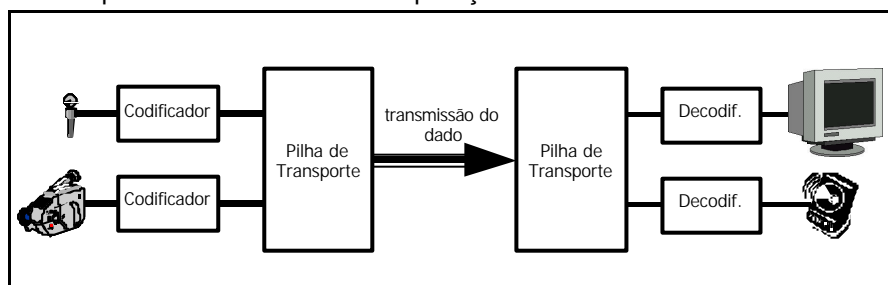 Codificador
Codificador
Pilha de
Transporte
transmissão do
dado
Pilha de
Transporte
Decodif.
Decodif.